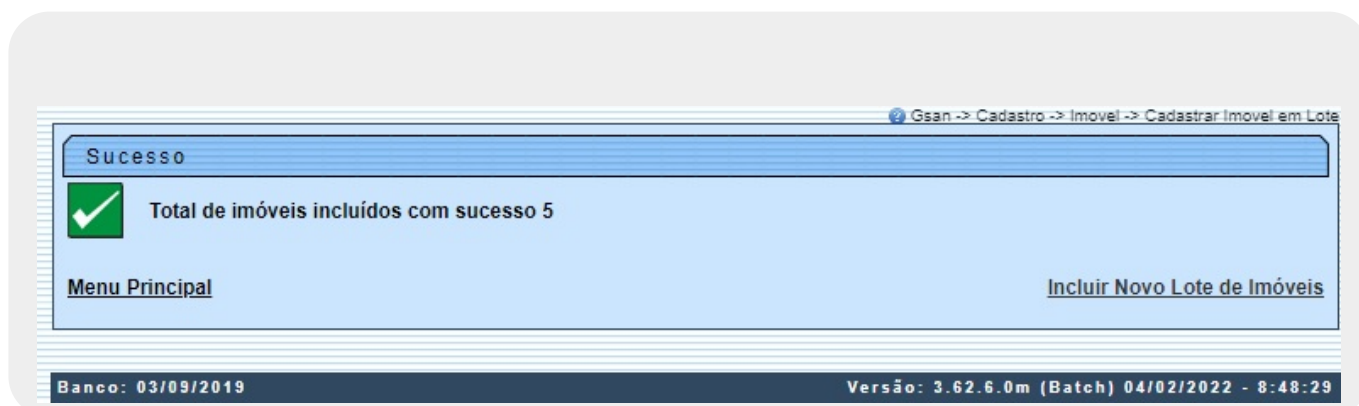 Gsan -> Cadastro -> Imovel -> Cadastrar Imovel em Lote
Sucesso
Total de imóveis incluídos com sucesso 5
Menu Principal
Incluir Novo Lote de Imóveis
Banco: 03/09/2019
Versão: 3.62.6.0m (Batch) 04/02/2022 - 8:48:29